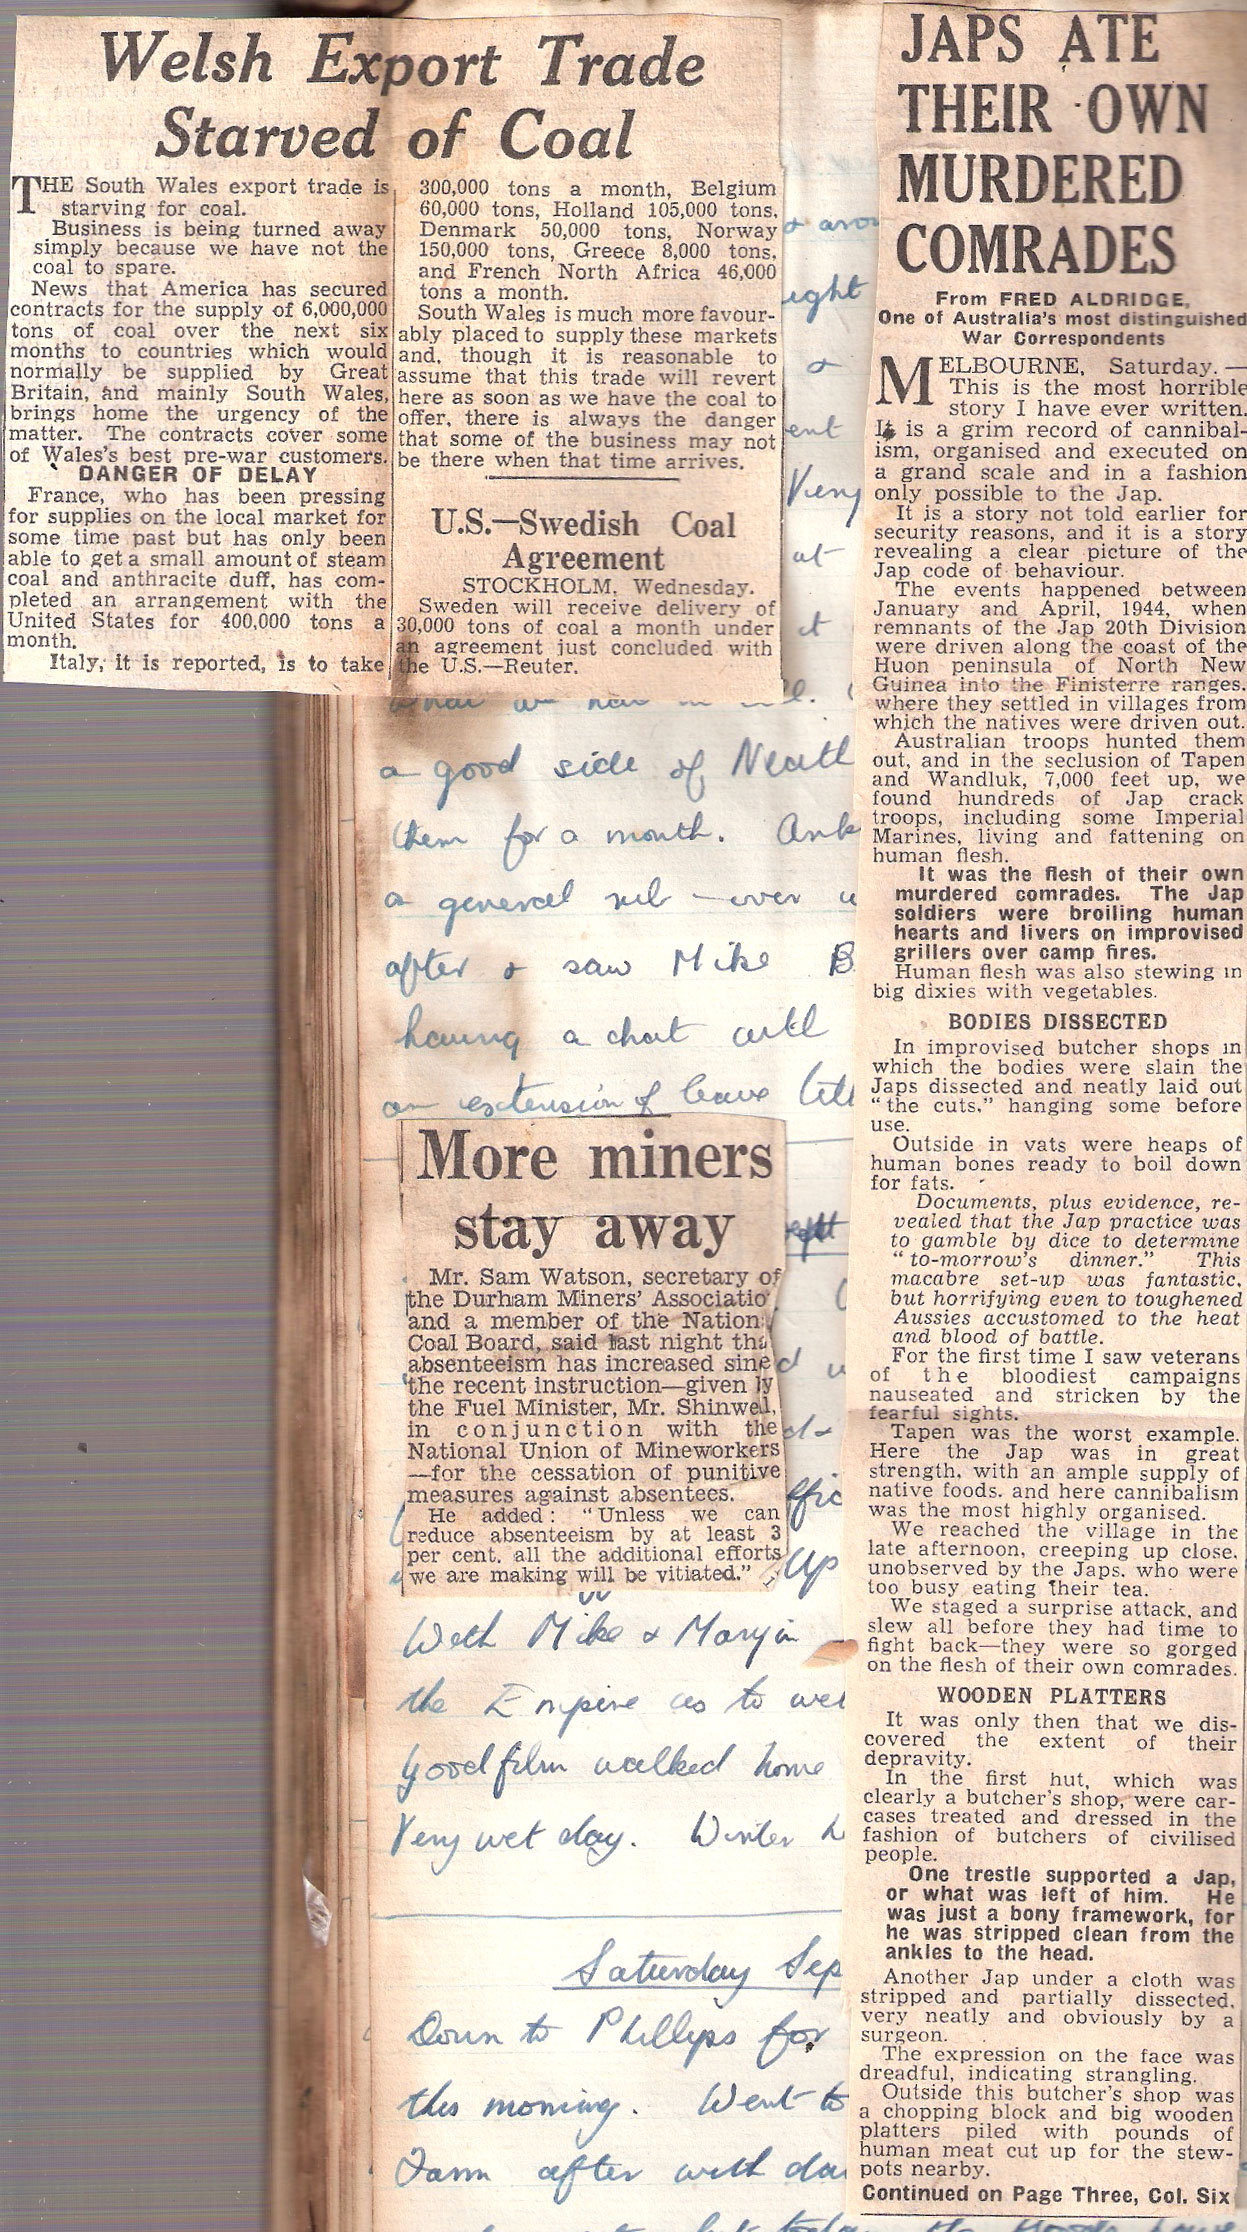 Welsh Export Trade
Starved of Coal
THE South Wales export trade is
starving for coal.
Business is being turned away
simply because we have not the
coal to spare.
News that America has secured
contracts for the supply of 6,000,000
tons of coal over the next six
months to countries which would
normally be supplied by Great
Britain, and mainly South Wales,
brings home the urgency of the
matter. The contracts cover some
of Wales's best pre-war customers.
DANGER OF DELAY
France, who has been pressing
for supplies on the local market for
some time past but has only been
able to get a small amount of steam
coal and anthracite duff, has com-
pleted an arrangement with the
United States for 400,000 tons a
month.
Italy, it is reported, is to take
300,000 tons a month, Belgium
60,000 tons, Holland 105,000 tons,
Denmark 50,000 tons, Norway
150,000 tons, Greece 8,000 tons,
and French North Africa 46,000
tons a month.
South Wales is much more favour-
ably placed to supply these markets
and, though it is reasonable to
assume that this trade will revert
here as soon as we have the coal to
offer, there is always the danger
that some of the business may not
be there when that time arrives.
U.S.—Swedish Coal
Agreement
STOCKHOLM, Wednesday.
Sweden will receive delivery of
30,000 tons of coal a month under
an agreement just concluded with
the U.S.—Reuter.
JAPS ATE
THEIR OWN
MURDERED
COMRADES
From FRED ALDRIDGE,
One of Australia's most distinguished
War Correspondents
MELBOURNE, Saturday.—
This is the most horrible
story I have ever written.
It is a grim record of cannibal-
ism, organised and executed on
a grand scale and in a fashion
only possible to the Jap.
It is a story not told earlier for
security reasons, and it is a story
revealing a clear picture of the
Jap code of behaviour.
The events happened between
January and April, 1944, when
remnants of the Jap 20th Division
were driven along the coast of the
Huon peninsula of North New
Guinea into the Finisterre ranges,
where they settled in villages from
which the natives were driven out.
Australian troops hunted them
out, and in the seclusion of Tapen
and Wandluk, 7,000 feet up, we
found hundreds of Jap crack
troops, including some Imperial
Marines, living and fattening on
human flesh.
It was the flesh of their own
murdered comrades. The Jap
soldiers were broiling human
hearts and livers on improvised
grillers over camp fires.
Human flesh was also stewing in
big dixies with vegetables.
BODIES DISSECTED
In improvised butcher shops in
which the bodies were slain the
Japs dissected and neatly laid out
"the cuts," hanging some before
use.
Outside in vats were heaps of
human bones ready to boil down
for fats.
Documents, plus evidence, re-
vealed that the Jap practice was
to gamble by dice to determine
"to-morrow's dinner." This
macabre set-up was fantastic,
but horrifying even to toughened
Aussies accustomed to the heat
and blood of battle.
For the first time I saw veterans
of the bloodiest campaigns
nauseated and stricken by the
fearful sights.
Tapen was the worst example.
Here the Jap was in great
strength, with an ample supply of
native foods, and here cannibalism
was the most highly organised.
We reached the village in the
late afternoon, creeping up close,
unobserved by the Japs, who were
too busy eating their tea.
We staged a surprise attack, and
slew all before they had time to
fight back—they were so gorged
on the flesh of their own comrades.
WOODEN PLATTERS
It was only then that we dis-
covered the extent of their
depravity.
In the first hut, which was
clearly a butcher's shop, were car-
cases treated and dressed in the
fashion of butchers of civilised
people.
One trestle supported a Jap,
or what was left of him. He
was just a bony framework, for
he was stripped clean from the
ankles to the head.
Another Jap under a cloth was
stripped and partially dissected,
very neatly and obviously by a
surgeon.
The expression on the face was
dreadful, indicating strangling.
Outside this butcher's shop was
a chopping block and big wooden
platters piled with pounds of
human meat cut up for the stew-
pots nearby.
Continued on Page Three, Col. Six
ent
Very
at
it
a good side of Neath
them for a month.
a general rub-over
after & saw Mike B
having a chat with
an extension of leave till
More miners
stay away
Mr. Sam Watson, secretary of
the Durham Miners' Associatio
and a member of the Nation
Coal Board, said last night tha
absenteeism has increased sinc
the recent instruction—given by
the Fuel Minister, Mr. Shinwell,
in conjunction with the
National Union of Mineworkers
—for the cessation of punitive
measures against absentees.
He added: "Unless we can
reduce absenteeism by at least 3
per cent. all the additional efforts
we are making will be vitiated."
Up
With Mike & Maryin
the Empire as to wet
good film walked home
Very wet day. Winter
Saturday Sep
Down to Phillips for
this morning. Went to
Farm after with